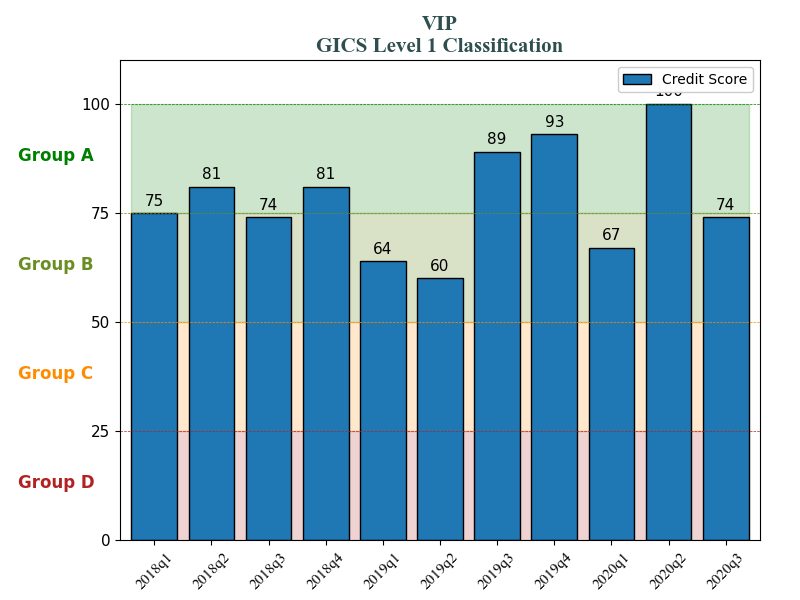 VIP
GICS Level 1 Classification
Credit Score
100
75
50
25
0
Group A
Group B
Group C
Group D
75
81
74
81
64
60
89
93
67
100
74
2018q1
2018q2
2018q3
2018q4
2019q1
2019q2
2019q3
2019q4
2020q1
2020q2
2020q3